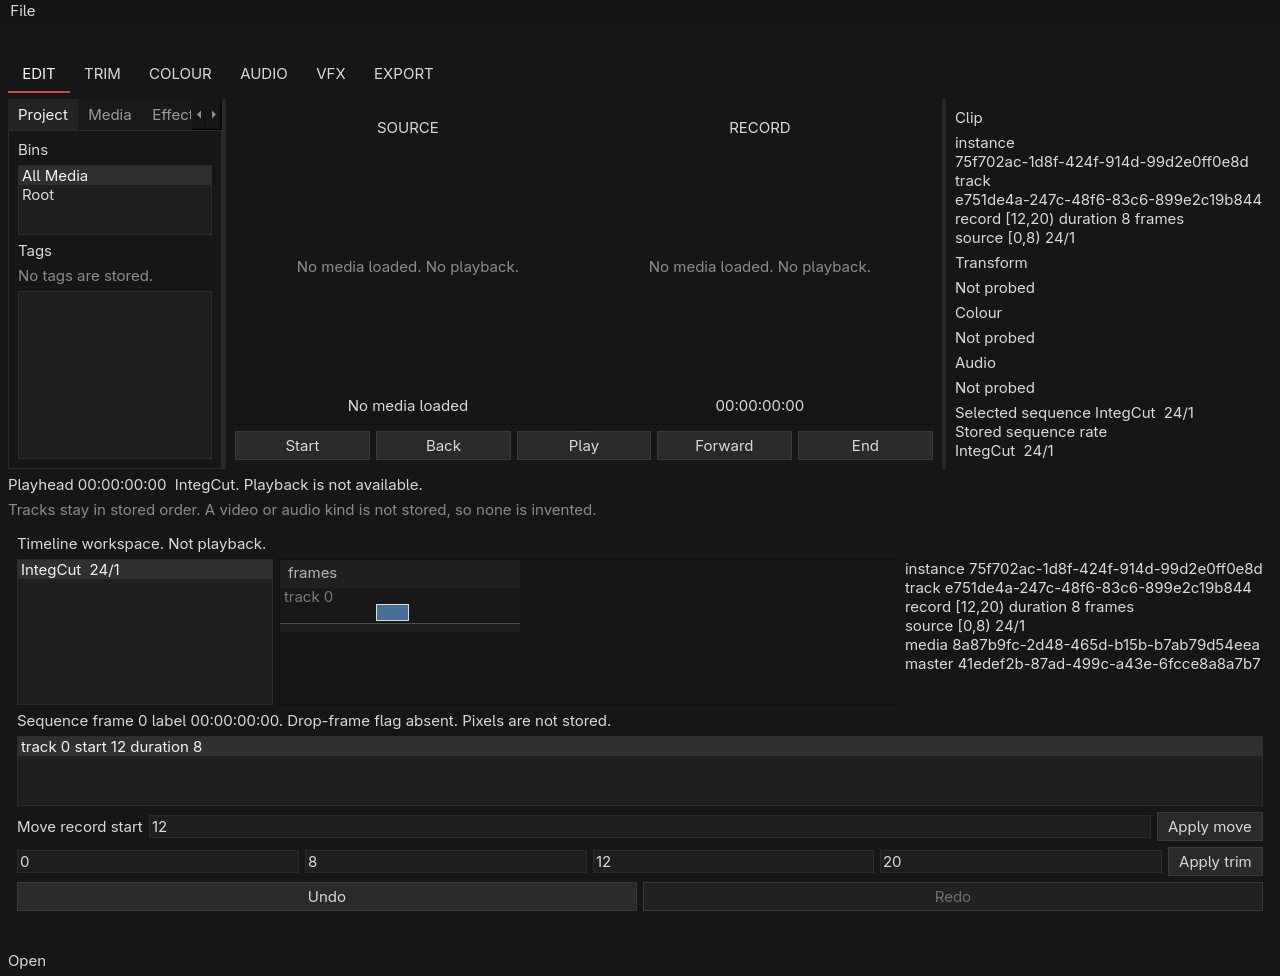 File
EDIT TRIM COLOUR AUDIO VFX EXPORT
Project Media Effect
Bins
All Media
Root
Tags
No tags are stored.
SOURCE
No media loaded. No playback.
No media loaded
RECORD
No media loaded. No playback.
00:00:00:00
Start Back Play Forward End
Clip
instance
75f702ac-1d8f-424f-914d-99d2e0ff0e8d
track
e751de4a-247c-48f6-83c6-899e2c19b844
record [12,20) duration 8 frames
source [0,8) 24/1
Transform
Not probed
Colour
Not probed
Audio
Not probed
Selected sequence IntegCut  24/1
Stored sequence rate
IntegCut  24/1
Playhead 00:00:00:00  IntegCut. Playback is not available.
Tracks stay in stored order. A video or audio kind is not stored, so none is invented.
Timeline workspace. Not playback.
IntegCut  24/1
frames
track 0
instance 75f702ac-1d8f-424f-914d-99d2e0ff0e8d
track e751de4a-247c-48f6-83c6-899e2c19b844
record [12,20) duration 8 frames
source [0,8) 24/1
media 8a87b9fc-2d48-465d-b15b-b7ab79d54eea
master 41edef2b-87ad-499c-a43e-6fcce8a8a7b7
Sequence frame 0 label 00:00:00:00. Drop-frame flag absent. Pixels are not stored.
track 0 start 12 duration 8
Move record start 12 Apply move
0 8 12 20 Apply trim
Undo Redo
Open